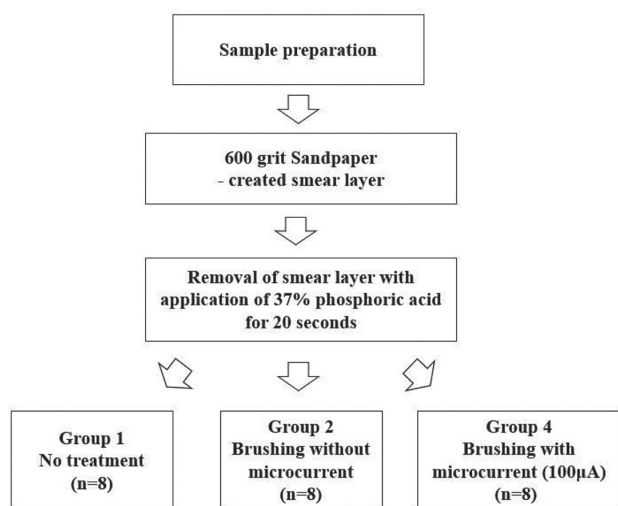 Sample preparation
600 grit Sandpaper
- created smear layer
Removal of smear layer with
application of 37% phosphoric acid
for 20 seconds
Group 1
No treatment
(n=8)
Group 2
Brushing without
microcurrent
(n=8)
Group 4
Brushing with
microcurrent (100μA)
(n=8)